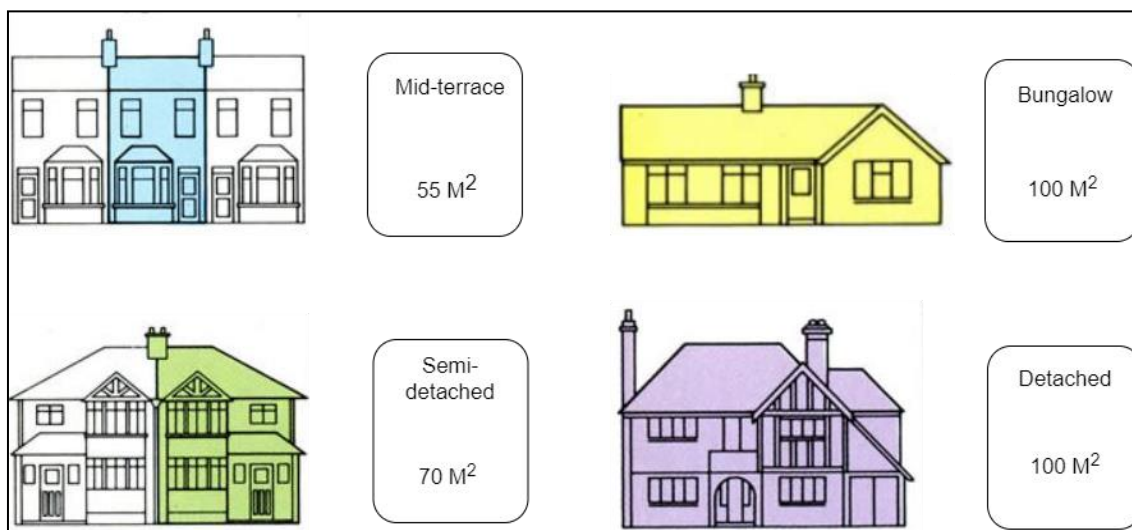 Mid-terrace
55 M²
Bungalow
100 M²
Semi-
detached
70 M²
Detached
100 M²